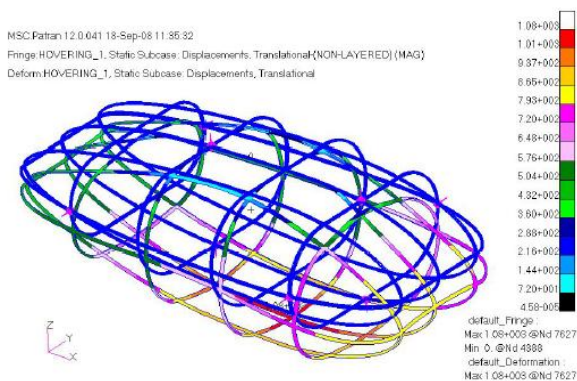 MSC.Patran 12.0.041 18-Sep-08 11:35:32
Fringe:HOVERING_1, Static Subcase: Displacements, Translational-(NON-LAYERED) (MAG)
Deform:HOVERING_1, Static Subcase: Displacements, Translational
1.08+003
1.01+003
9.37+002
8.65+002
7.93+002
7.20+002
6.48+002
5.76+002
5.04+002
4.32+002
3.60+002
2.88+002
2.16+002
1.44+002
7.20+001
4.58-005
default_Fringe :
Max 1.08+003 @Nd 7627
Min 0. @Nd 4888
default_Deformation :
Max 1.08+003 @Nd 7627
Z
Y
X